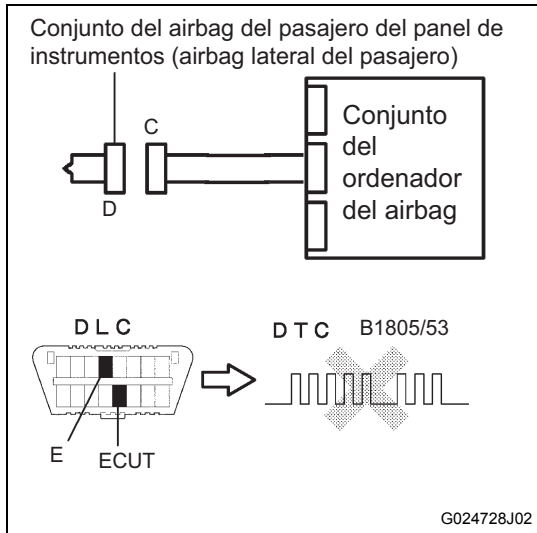 Conjunto del airbag del pasajero del panel de
instrumentos (airbag lateral del pasajero)
C
D
Conjunto
del
ordenador
del airbag
DLC
DTC B1805/53
E
ECUT
G024728J02